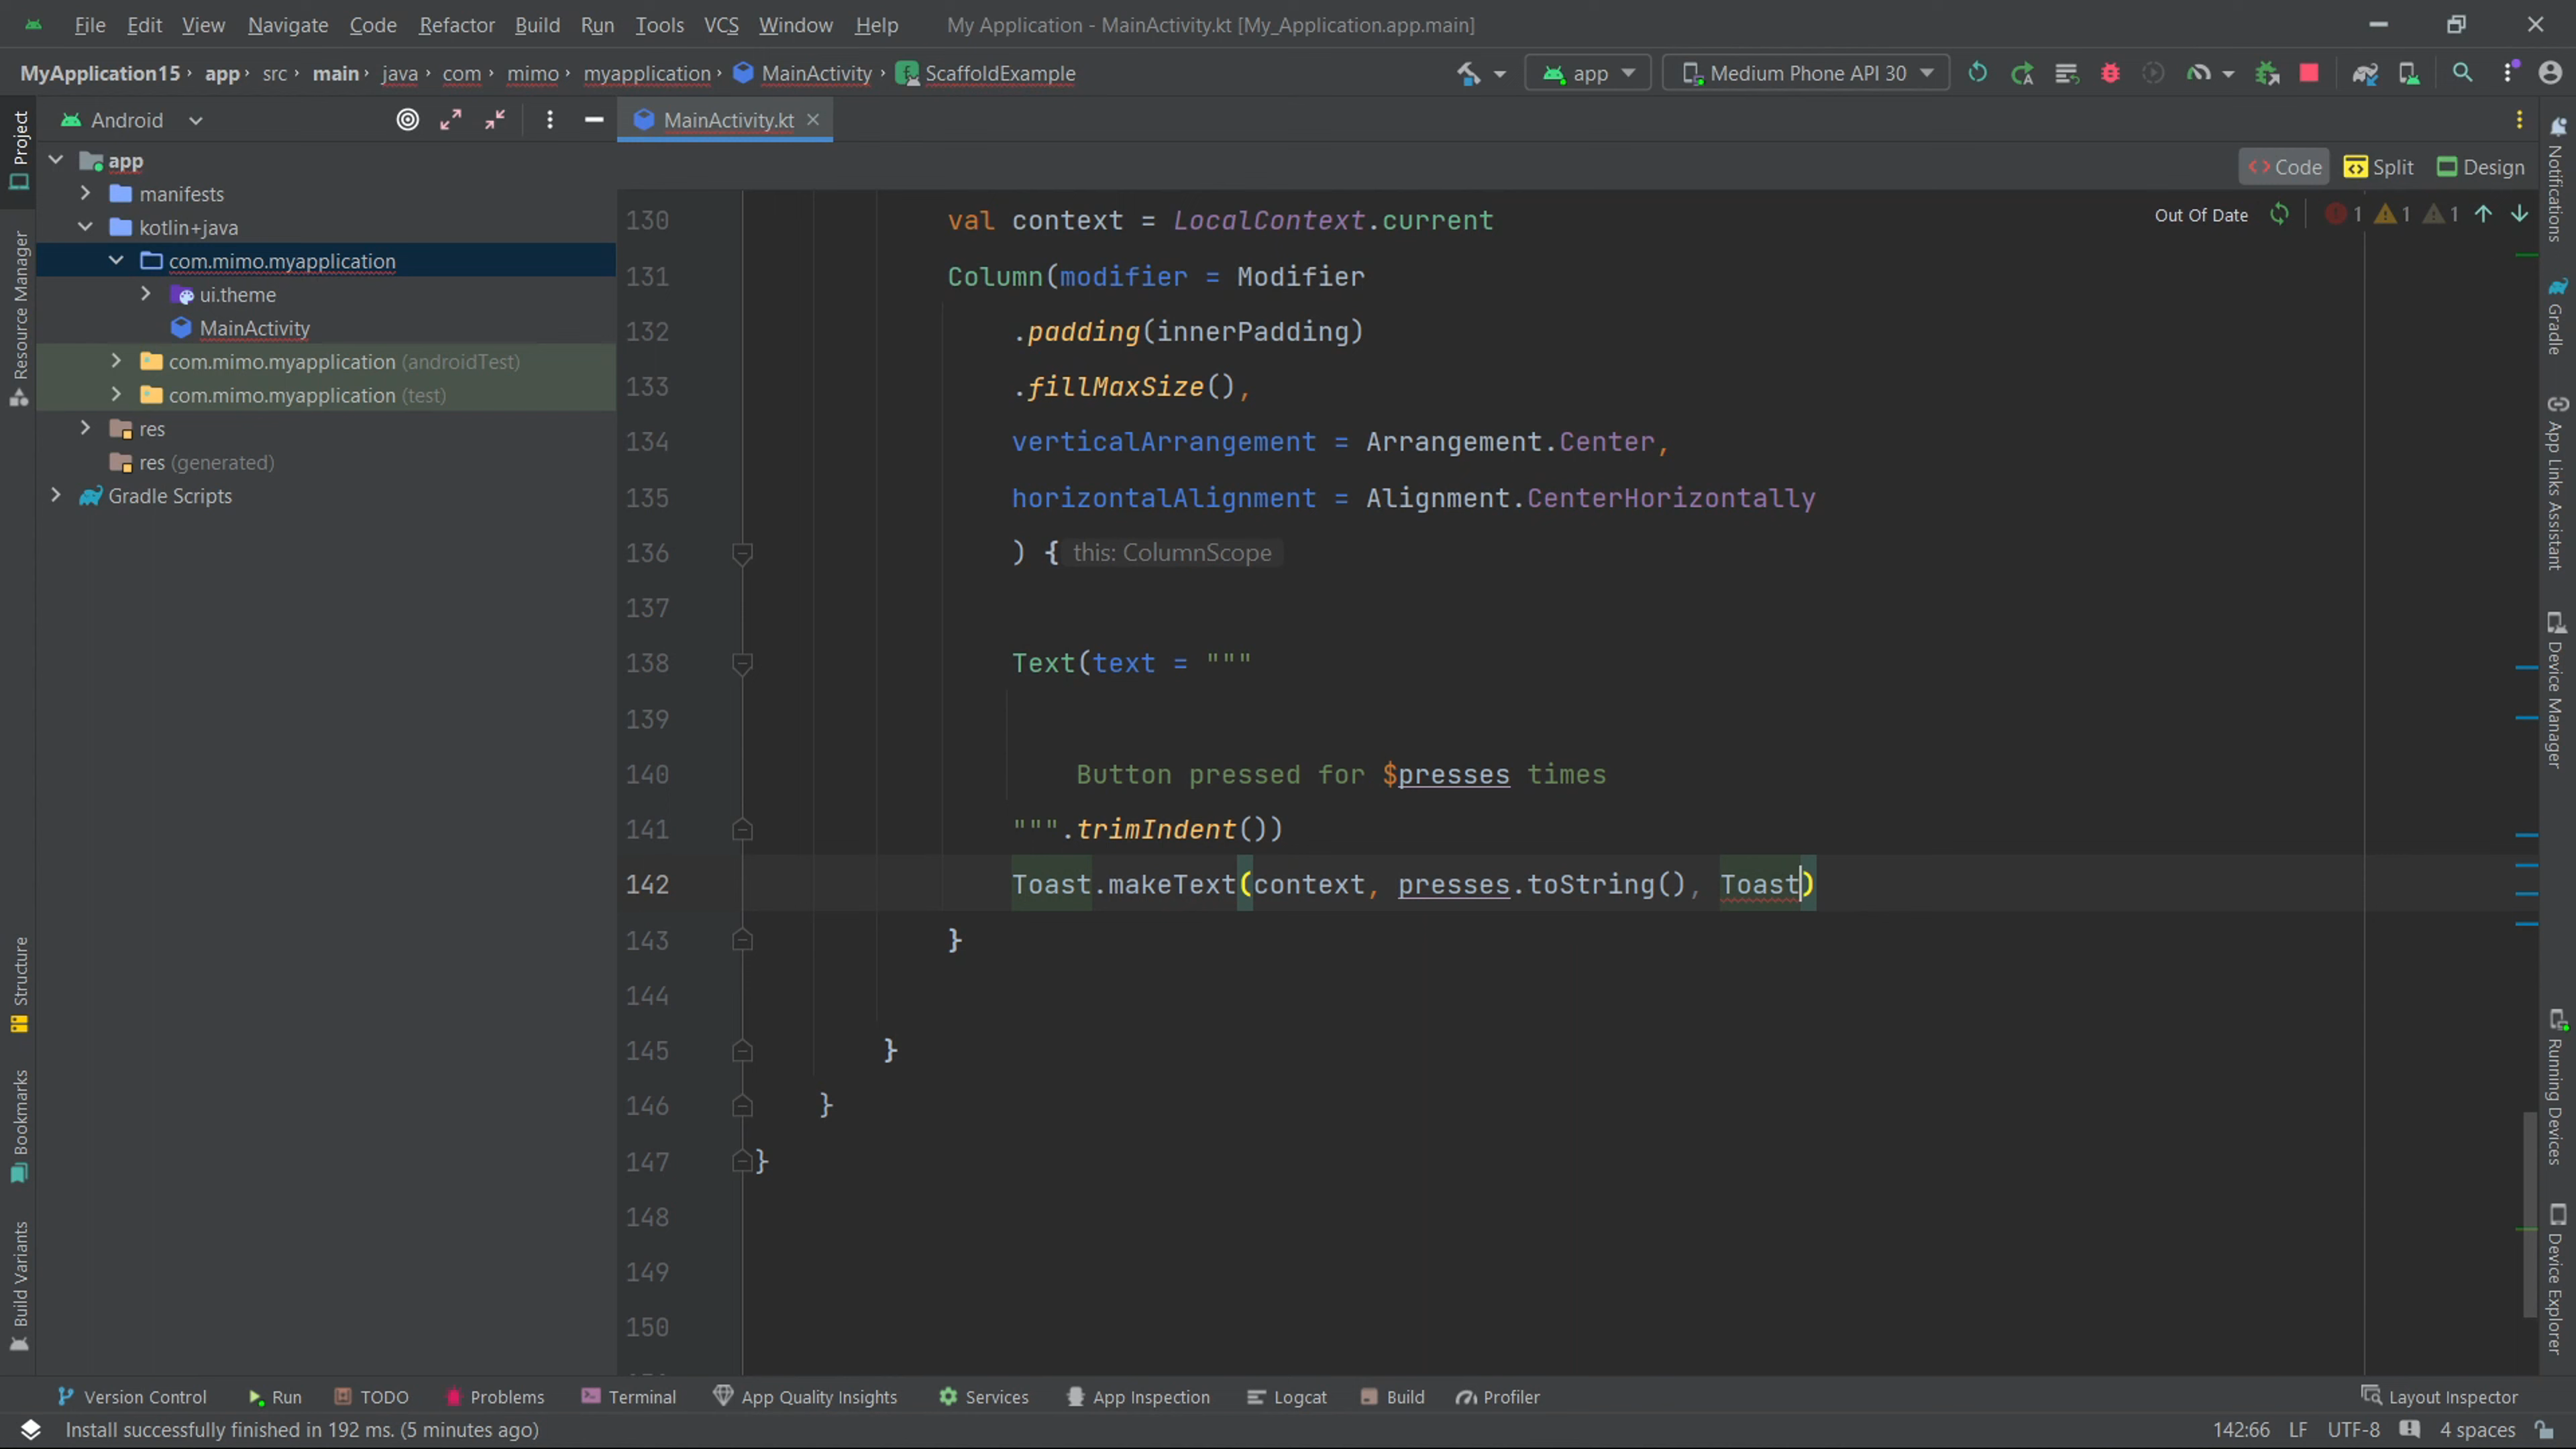 File Edit View Navigate Code Refactor Build Run Tools VCS Window Help My Application - MainActivity.kt [My_Application.app.main]
MyApplication15 › app › src › main › java › com › mimo › myapplication › MainActivity › ScaffoldExample app Medium Phone API 30
Android MainActivity.kt
Code Split Design
Out Of Date 1 1 1
Project
Resource Manager
Structure
Bookmarks
Build Variants
app
manifests
kotlin+java
com.mimo.myapplication
ui.theme
MainActivity
com.mimo.myapplication (androidTest)
com.mimo.myapplication (test)
res
res (generated)
Gradle Scripts
130 val context = LocalContext.current
131 Column(modifier = Modifier
132 .padding(innerPadding)
133 .fillMaxSize(),
134 verticalArrangement = Arrangement.Center,
135 horizontalAlignment = Alignment.CenterHorizontally
136 ) { this: ColumnScope
137
138 Text(text = """
139
140 Button pressed for $presses times
141 """.trimIndent())
142 Toast.makeText(context, presses.toString(), Toast)
143 }
144
145 }
146 }
147 }
148
149
150
Notifications
Gradle
App Links Assistant
Device Manager
Running Devices
Device Explorer
Version Control Run TODO Problems Terminal App Quality Insights Services App Inspection Logcat Build Profiler Layout Inspector
Install successfully finished in 192 ms. (5 minutes ago) 142:66 LF UTF-8 4 spaces